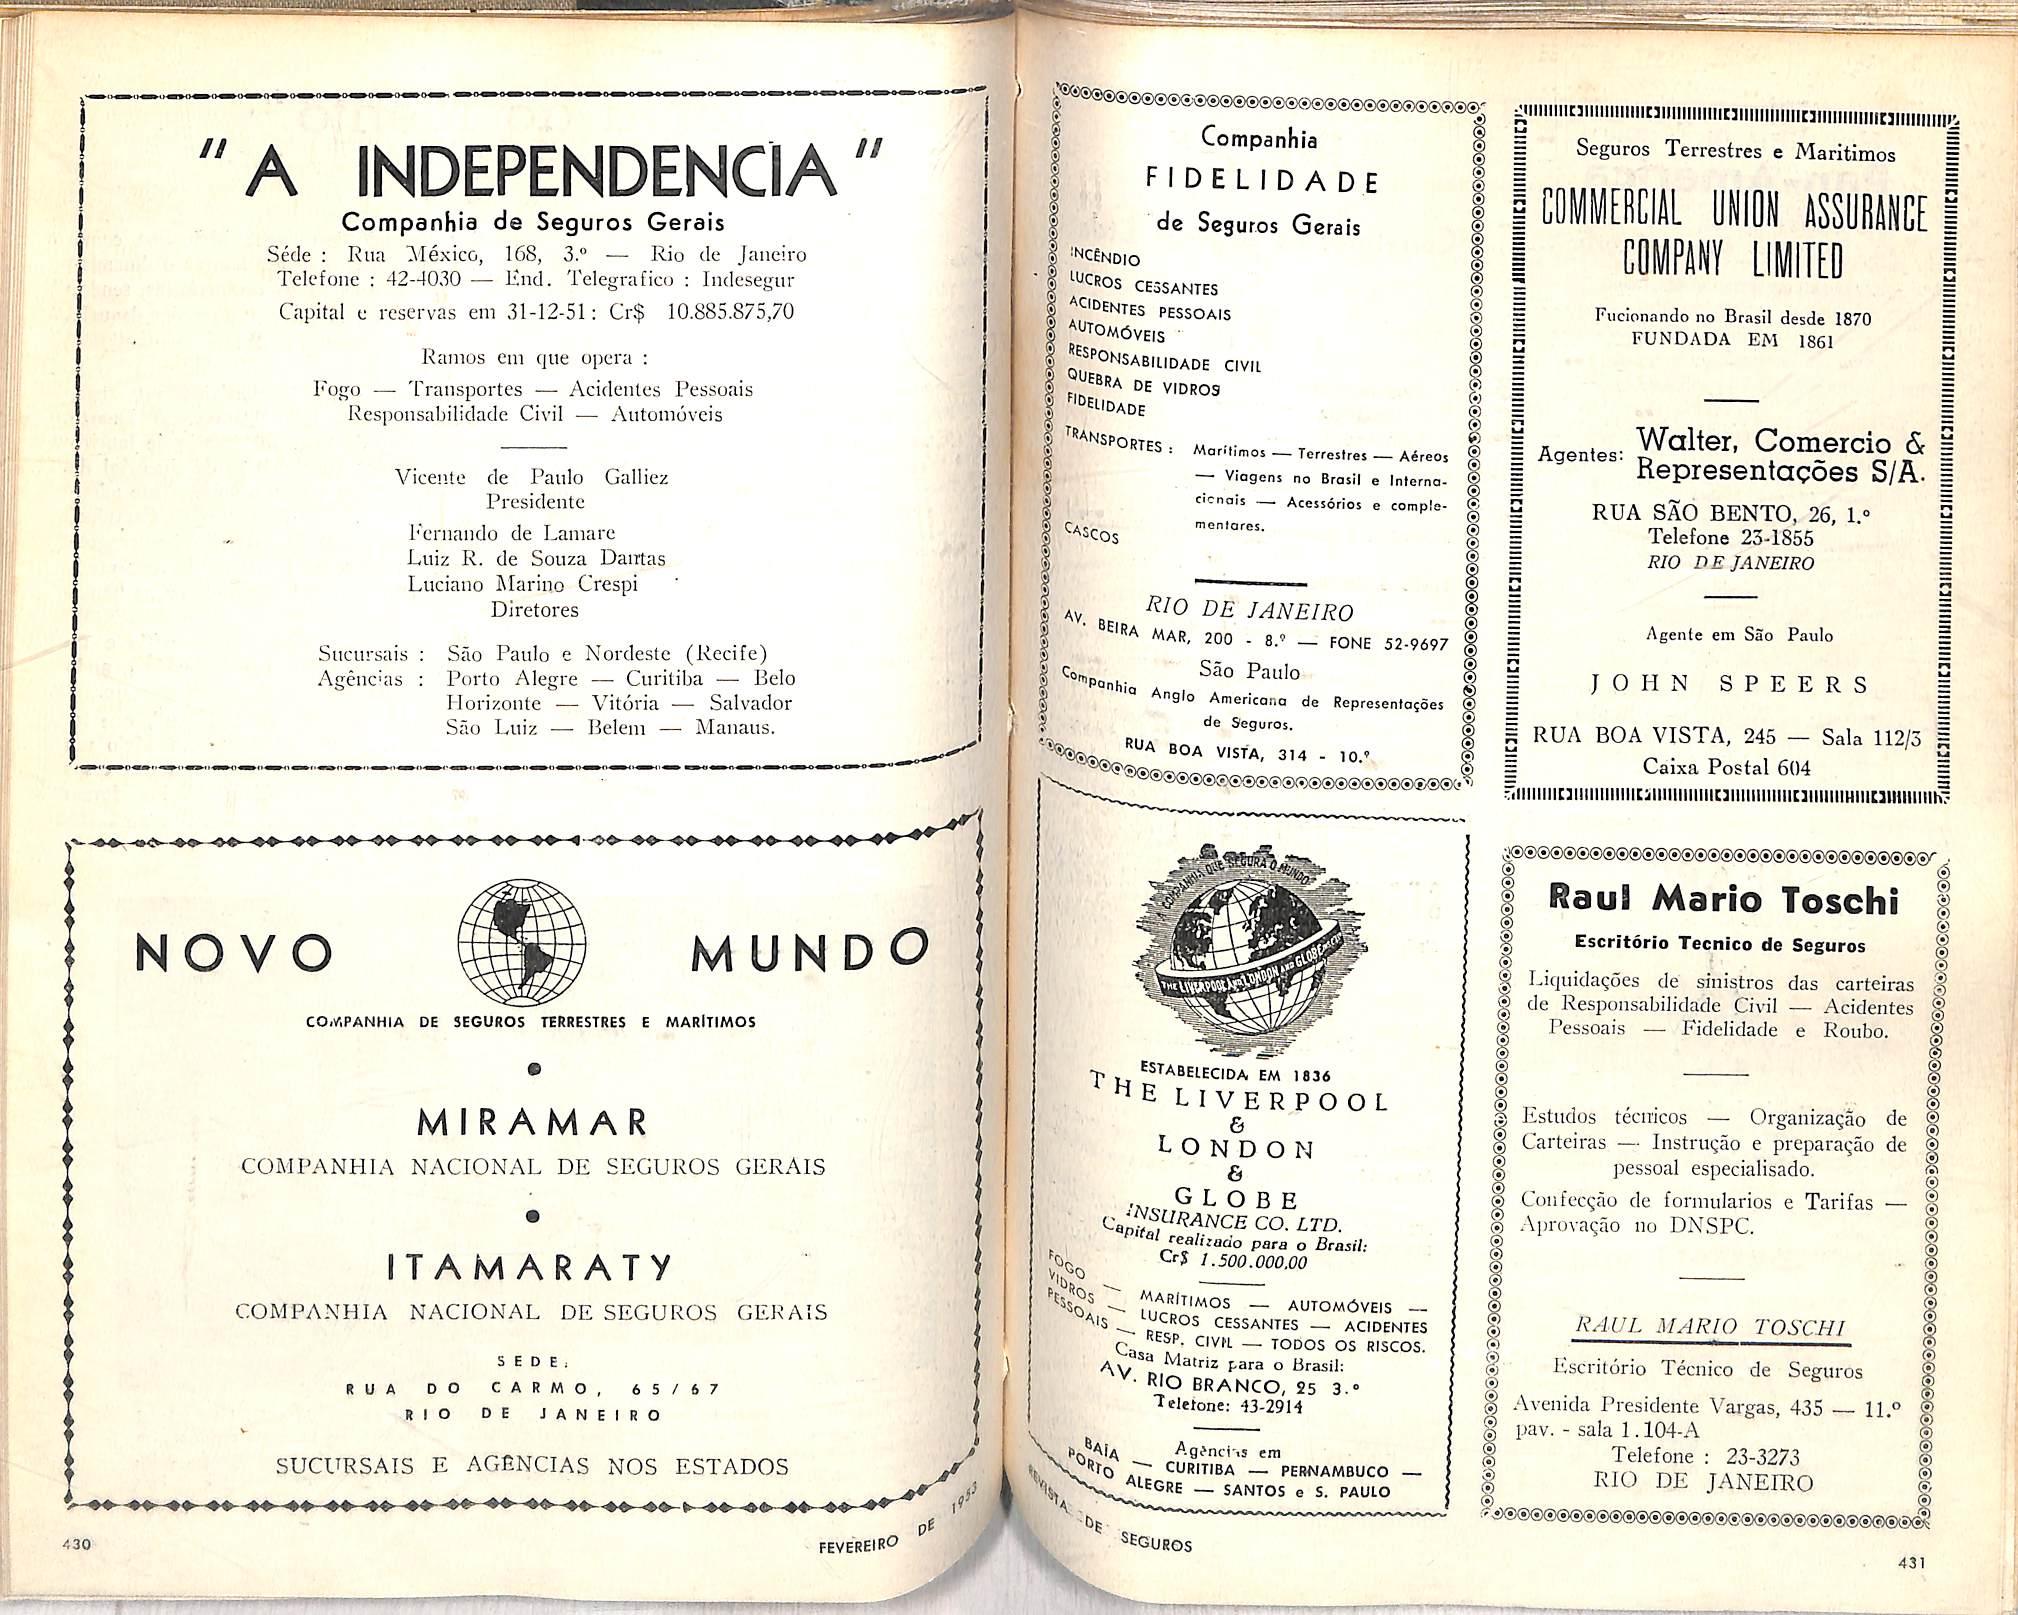 " A INDEPENDENCIA "
Companhia de Seguros Gerais
Séde : Rua México, 168, 3.º — Rio de Janeiro
Telefone : 42-4030 — End. Telegrafico : Indesegur
Capital e reservas em 31-12-51: Cr$ 10.885.875,70
Ramos em que opera :
Fogo — Transportes — Acidentes Pessoais
Responsabilidade Civil — Automóveis
Vicente de Paulo Galliez
Presidente
Fernando de Lamare
Luiz R. de Souza Dantas
Luciano Marino Crespi
Diretores
Sucursais : São Paulo e Nordeste (Recife)
Agências : Porto Alegre — Curitiba — Belo
Horizonte — Vitória — Salvador
São Luiz — Belem — Manaus.
NOVO MUNDO
COMPANHIA DE SEGUROS TERRESTRES E MARÍTIMOS
MIRAMAR
COMPANHIA NACIONAL DE SEGUROS GERAIS
ITAMARATY
COMPANHIA NACIONAL DE SEGUROS GERAIS
SEDE:
RUA DO CARMO, 65/67
RIO DE JANEIRO
SUCURSAIS E AGÊNCIAS NOS ESTADOS
430
FEVEREIRO DE 1953
Companhia
FIDELIDADE
de Seguros Gerais
INCÊNDIO
LUCROS CESSANTES
ACIDENTES PESSOAIS
AUTOMÓVEIS
RESPONSABILIDADE CIVIL
QUEBRA DE VIDROS
FIDELIDADE
TRANSPORTES : Marítimos — Terrestres — Aéreos
— Viagens no Brasil e Interna-
cionais — Acessórios e comple-
mentares.
CASCOS
RIO DE JANEIRO
AV. BEIRA MAR, 200 - 8.º — FONE 52-9697
São Paulo
Companhia Anglo Americana de Representações
de Seguros.
RUA BOA VISTA, 314 - 10.º
A COMPANHIA QUE SEGURA O MUNDO
THE LIVERPOOL AND LONDON AND GLOBE
ESTABELECIDA EM 1836
THE LIVERPOOL
&
LONDON
&
GLOBE
INSURANCE CO. LTD.
Capital realizado para o Brasil:
Cr$ 1.500.000,00
FOGO — MARÍTIMOS — AUTOMÓVEIS —
VIDROS — LUCROS CESSANTES — ACIDENTES
PESSOAIS — RESP. CIVIL — TODOS OS RISCOS.
Casa Matriz para o Brasil:
AV. RIO BRANCO, 25 3.º
Telefone: 43-2914
Agências em
BAÍA — CURITIBA — PERNAMBUCO —
PORTO ALEGRE — SANTOS e S. PAULO
REVISTA DE SEGUROS
Seguros Terrestres e Maritimos
COMMERCIAL UNION ASSURANCE
COMPANY LIMITED
Fucionando no Brasil desde 1870
FUNDADA EM 1861
Agentes: Walter, Comercio &
Representações S/A.
RUA SÃO BENTO, 26, 1.º
Telefone 23-1855
RIO DE JANEIRO
Agente em São Paulo
JOHN SPEERS
RUA BOA VISTA, 245 — Sala 112/3
Caixa Postal 604
Raul Mario Toschi
Escritório Tecnico de Seguros
Liquidações de sinistros das carteiras
de Responsabilidade Civil — Acidentes
Pessoais — Fidelidade e Roubo.
Estudos técnicos — Organização de
Carteiras — Instrução e preparação de
pessoal especialisado.
Confecção de formularios e Tarifas —
Aprovação no DNSPC.
RAUL MARIO TOSCHI
Escritório Técnico de Seguros
Avenida Presidente Vargas, 435 — 11.º
pav. - sala 1.104-A
Telefone : 23-3273
RIO DE JANEIRO
431